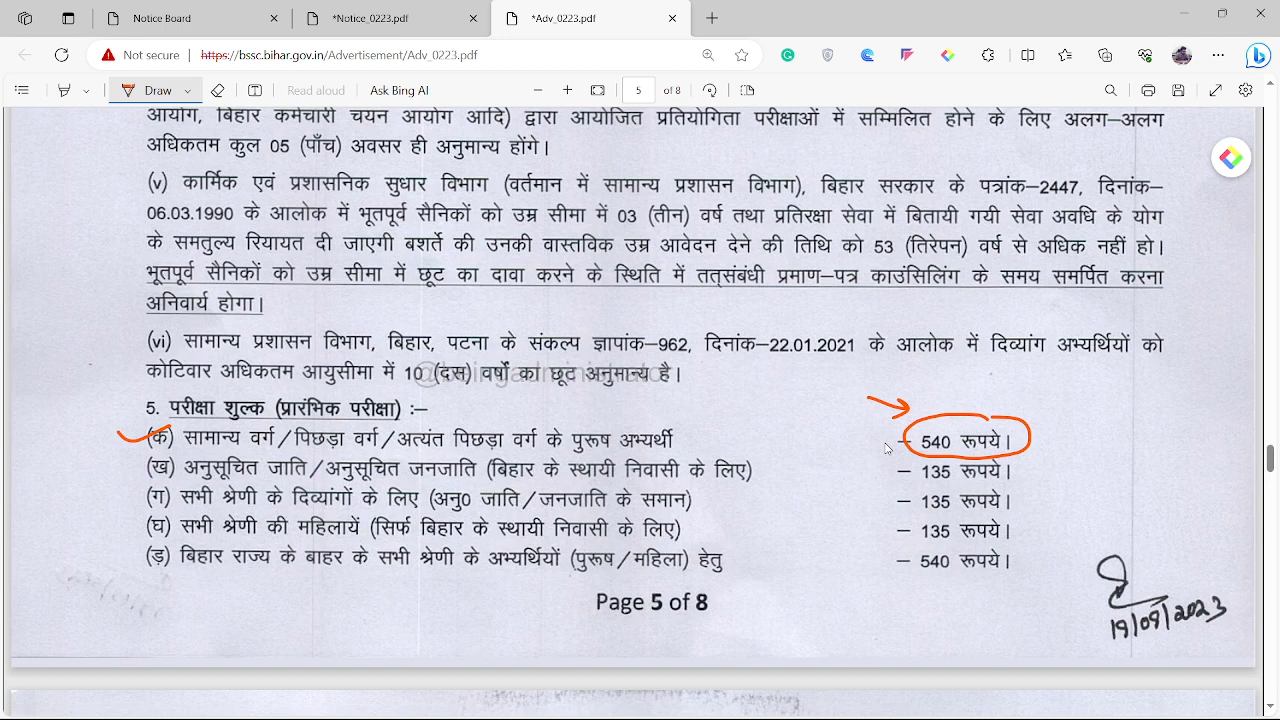 Notice Board
*Notice_0223.pdf
*Adv_0223.pdf
Not secure
https://bssc.bihar.gov.in/Advertisement/Adv_0223.pdf
Draw
Read aloud
Ask Bing AI
5
of 8
आयोग, बिहार कर्मचारी चयन आयोग आदि) द्वारा आयोजित प्रतियोगिता परीक्षाओं में सम्मिलित होने के लिए अलग–अलग
अधिकतम कुल 05 (पाँच) अवसर ही अनुमान्य होंगे।
(v) कार्मिक एवं प्रशासनिक सुधार विभाग (वर्तमान में सामान्य प्रशासन विभाग), बिहार सरकार के पत्रांक–2447, दिनांक–
06.03.1990 के आलोक में भूतपूर्व सैनिकों को उम्र सीमा में 03 (तीन) वर्ष तथा प्रतिरक्षा सेवा में बितायी गयी सेवा अवधि के योग
के समतुल्य रियायत दी जाएगी बशर्ते की उनकी वास्तविक उम्र आवेदन देने की तिथि को 53 (तिरेपन) वर्ष से अधिक नहीं हो।
भूतपूर्व सैनिकों को उम्र सीमा में छूट का दावा करने के स्थिति में तत्संबंधी प्रमाण–पत्र काउंसिलिंग के समय समर्पित करना
अनिवार्य होगा।
(vi) सामान्य प्रशासन विभाग, बिहार, पटना के संकल्प ज्ञापांक–962, दिनांक–22.01.2021 के आलोक में दिव्यांग अभ्यर्थियों को
कोटिवार अधिकतम आयुसीमा में 10 (दस) वर्षों का छूट अनुमान्य है।
5. परीक्षा शुल्क (प्रारंभिक परीक्षा) :–
(क) सामान्य वर्ग/पिछड़ा वर्ग/अत्यंत पिछड़ा वर्ग के पुरूष अभ्यर्थी – 540 रूपये।
(ख) अनुसूचित जाति/अनुसूचित जनजाति (बिहार के स्थायी निवासी के लिए) – 135 रूपये।
(ग) सभी श्रेणी के दिव्यांगों के लिए (अनु0 जाति/जनजाति के समान) – 135 रूपये।
(घ) सभी श्रेणी की महिलायें (सिर्फ बिहार के स्थायी निवासी के लिए) – 135 रूपये।
(ड़) बिहार राज्य के बाहर के सभी श्रेणी के अभ्यर्थियों (पुरूष/महिला) हेतु – 540 रूपये।
Page 5 of 8
19/09/2023